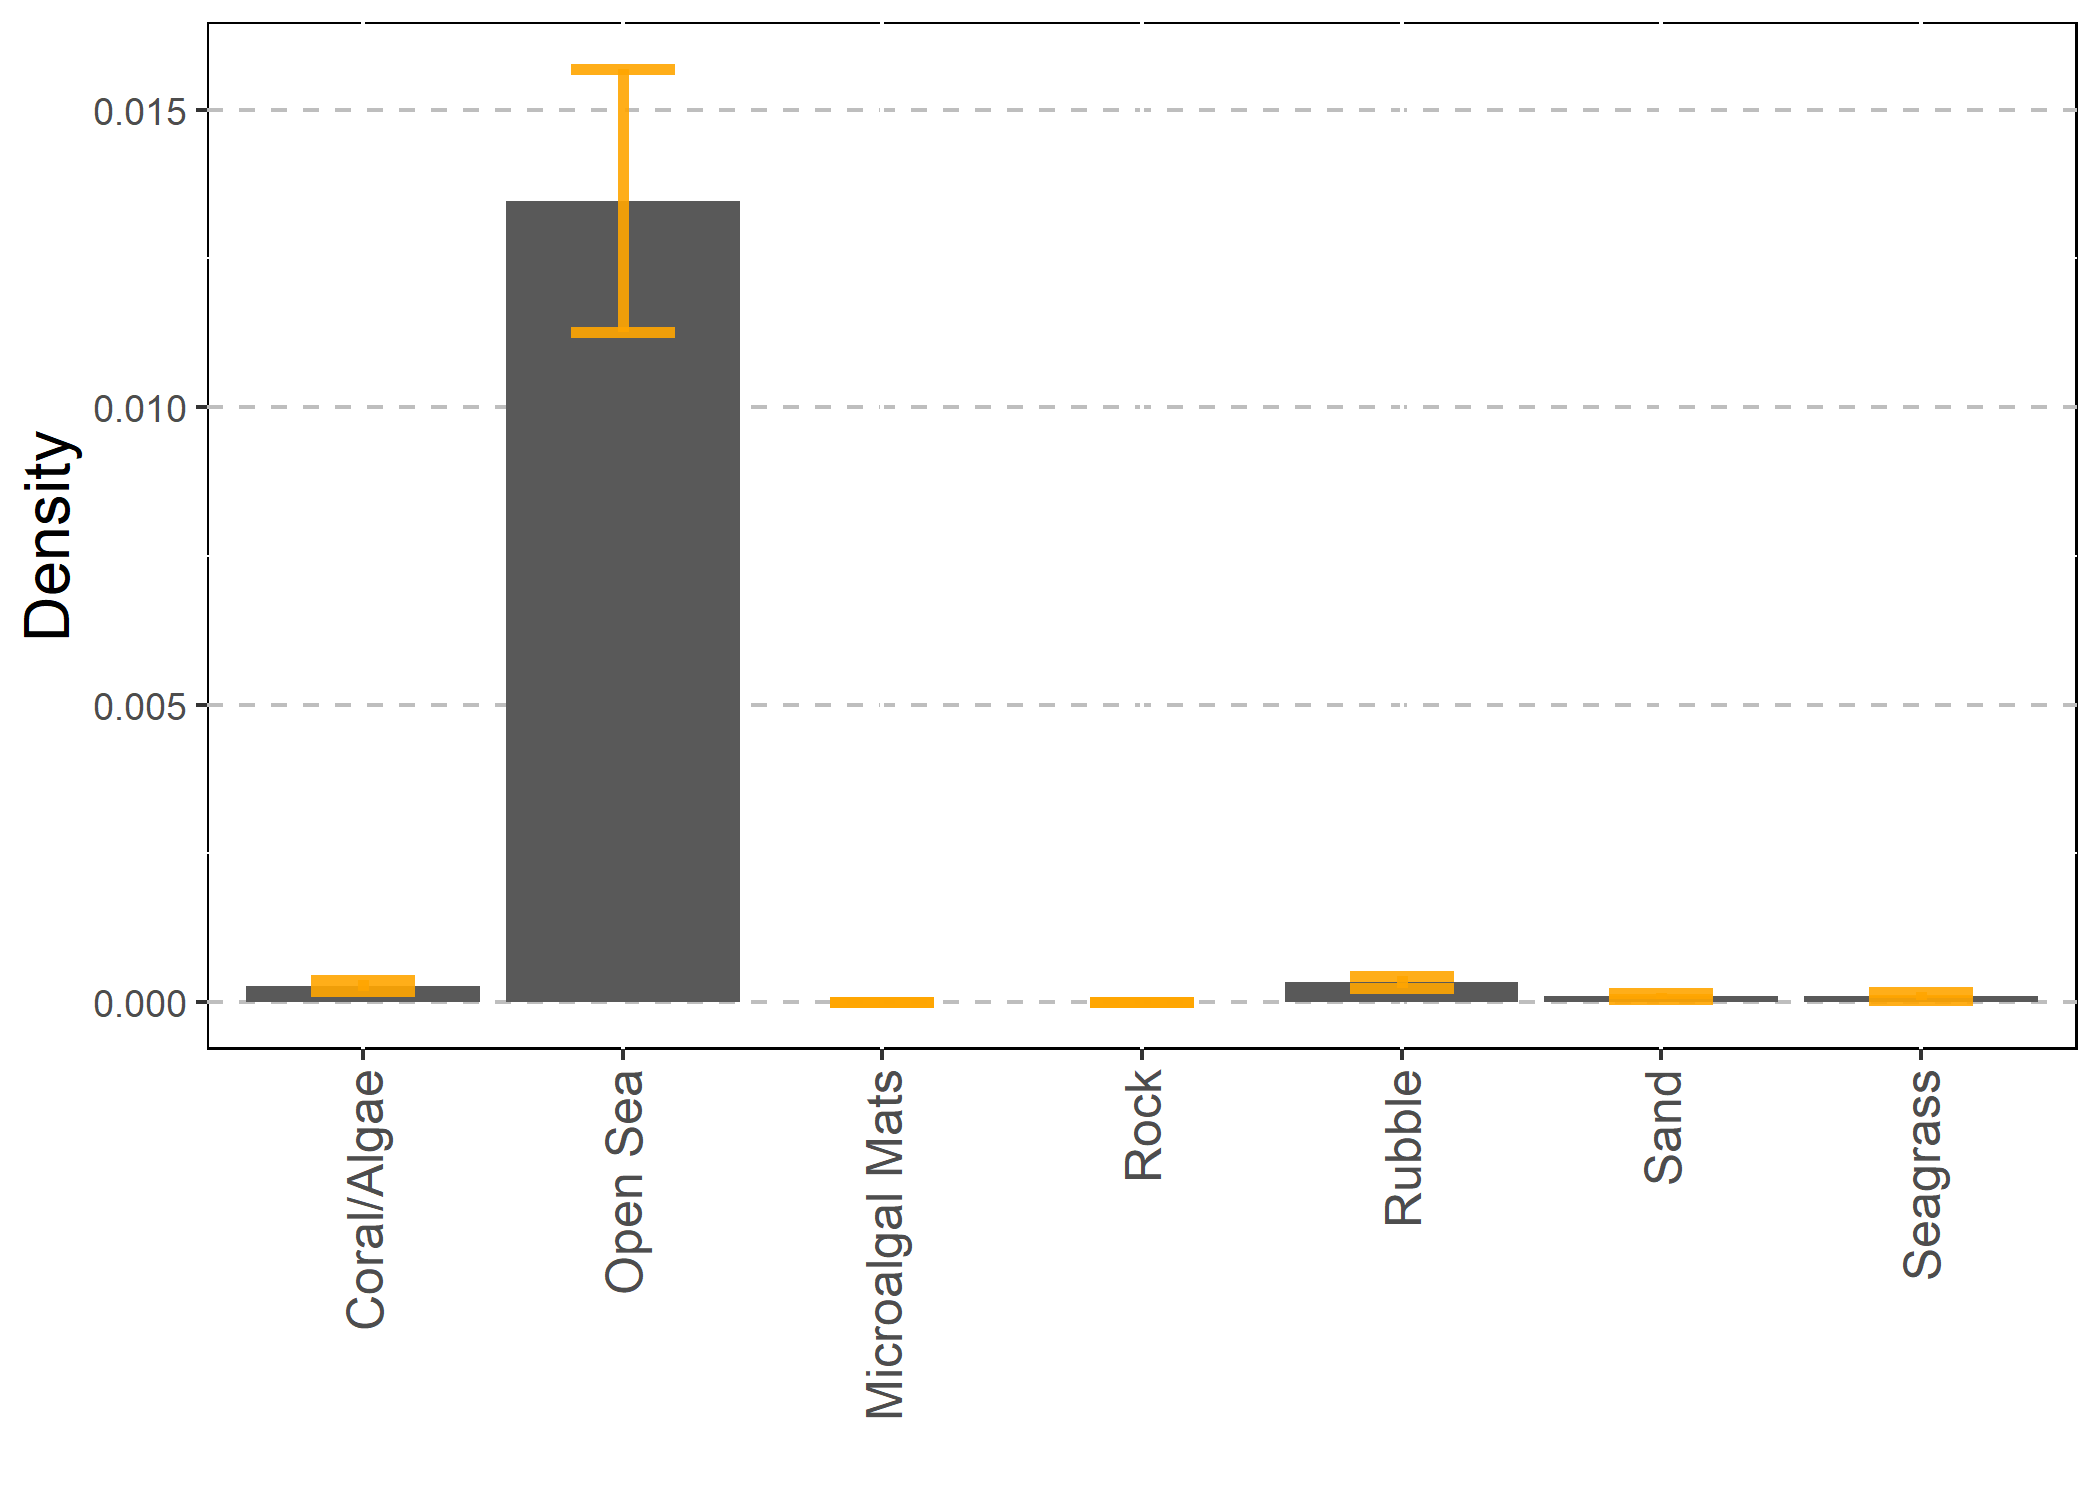 Density
0.015
0.010
0.005
0.000
Coral/Algae
Open Sea
Microalgal Mats
Rock
Rubble
Sand
Seagrass